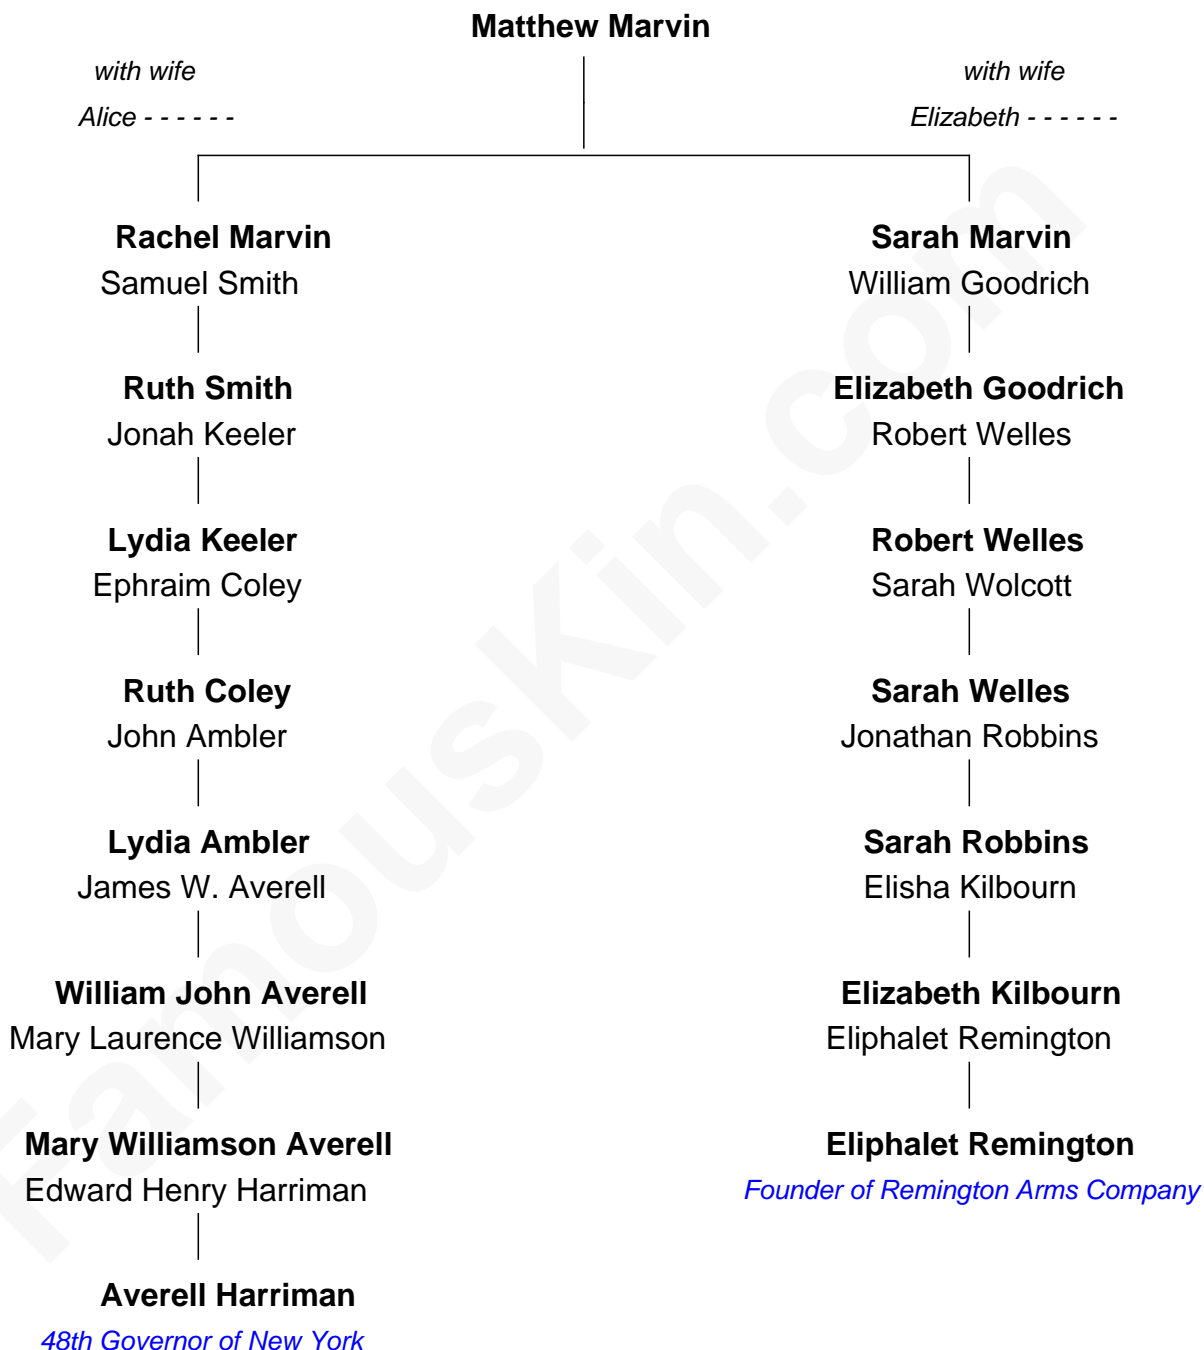 Matthew Marvin
with wife
with wife
Alice - - - - - -
Elizabeth - - - - - -
Rachel Marvin
Sarah Marvin
Samuel Smith
William Goodrich
Ruth Smith
Elizabeth Goodrich
Jonah Keeler
Robert Welles
Lydia Keeler
Robert Welles
Ephraim Coley
Sarah Wolcott
Ruth Coley
Sarah Welles
John Ambler
Jonathan Robbins
Lydia Ambler
Sarah Robbins
James W. Averell
Elisha Kilbourn
William John Averell
Elizabeth Kilbourn
Mary Laurence Williamson
Eliphalet Remington
Mary Williamson Averell
Eliphalet Remington
Edward Henry Harriman
Founder of Remington Arms Company
Averell Harriman
48th Governor of New York
FamousKin.com